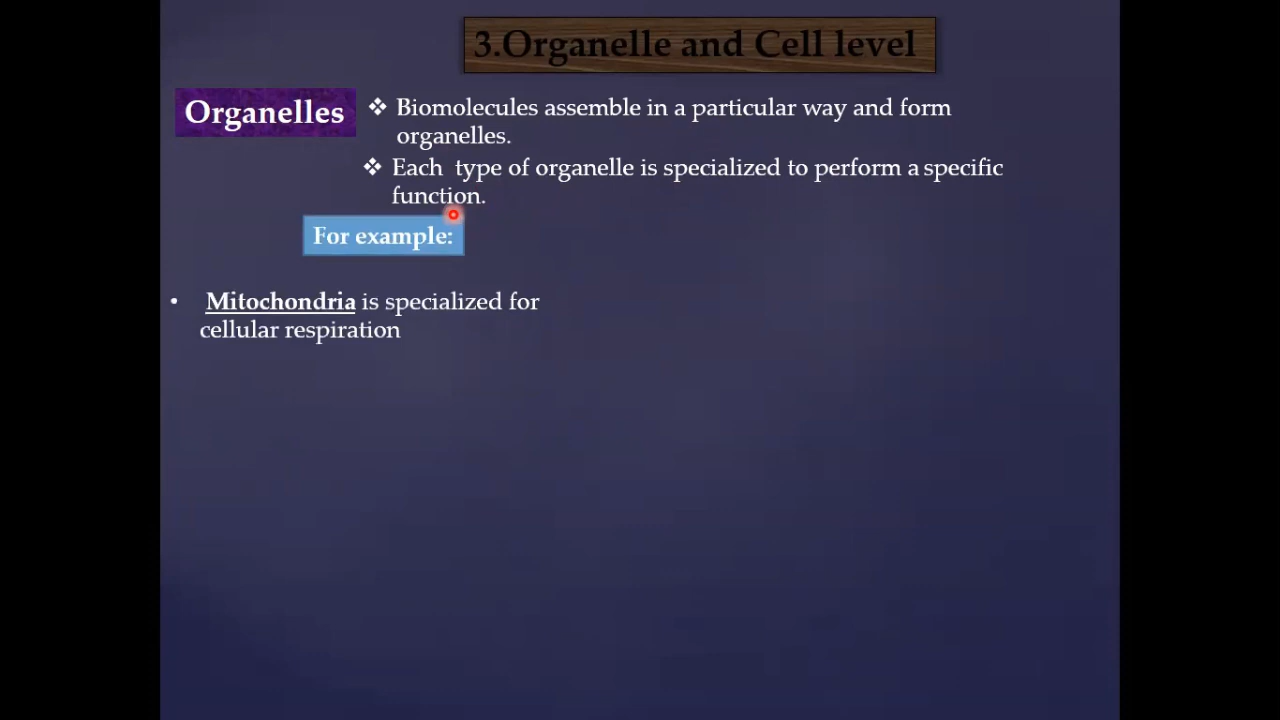 3.Organelle and Cell level
Organelles
❖ Biomolecules assemble in a particular way and form
organelles.
❖ Each type of organelle is specialized to perform a specific
function.
For example:
• Mitochondria is specialized for
cellular respiration